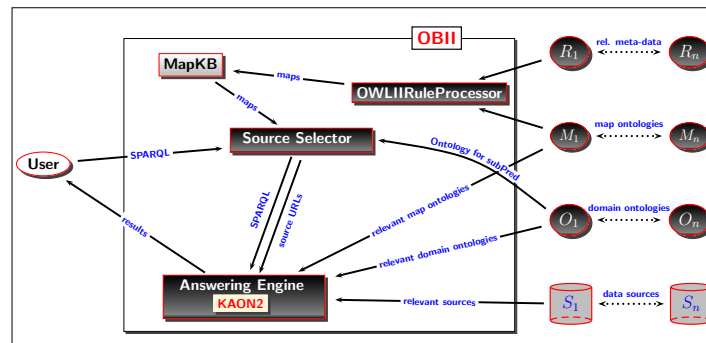 OBII
R1
rel. meta-data
Rn
MapKB
maps
OWLIIRuleProcessor
maps
M1
map ontologies
Mn
Source Selector
Ontology for subPred
User
SPARQL
SPARQL
source URLs
relevant map ontologies
O1
domain ontologies
On
results
relevant domain ontologies
Answering Engine
KAON2
relevant sources
S1
data sources
Sn